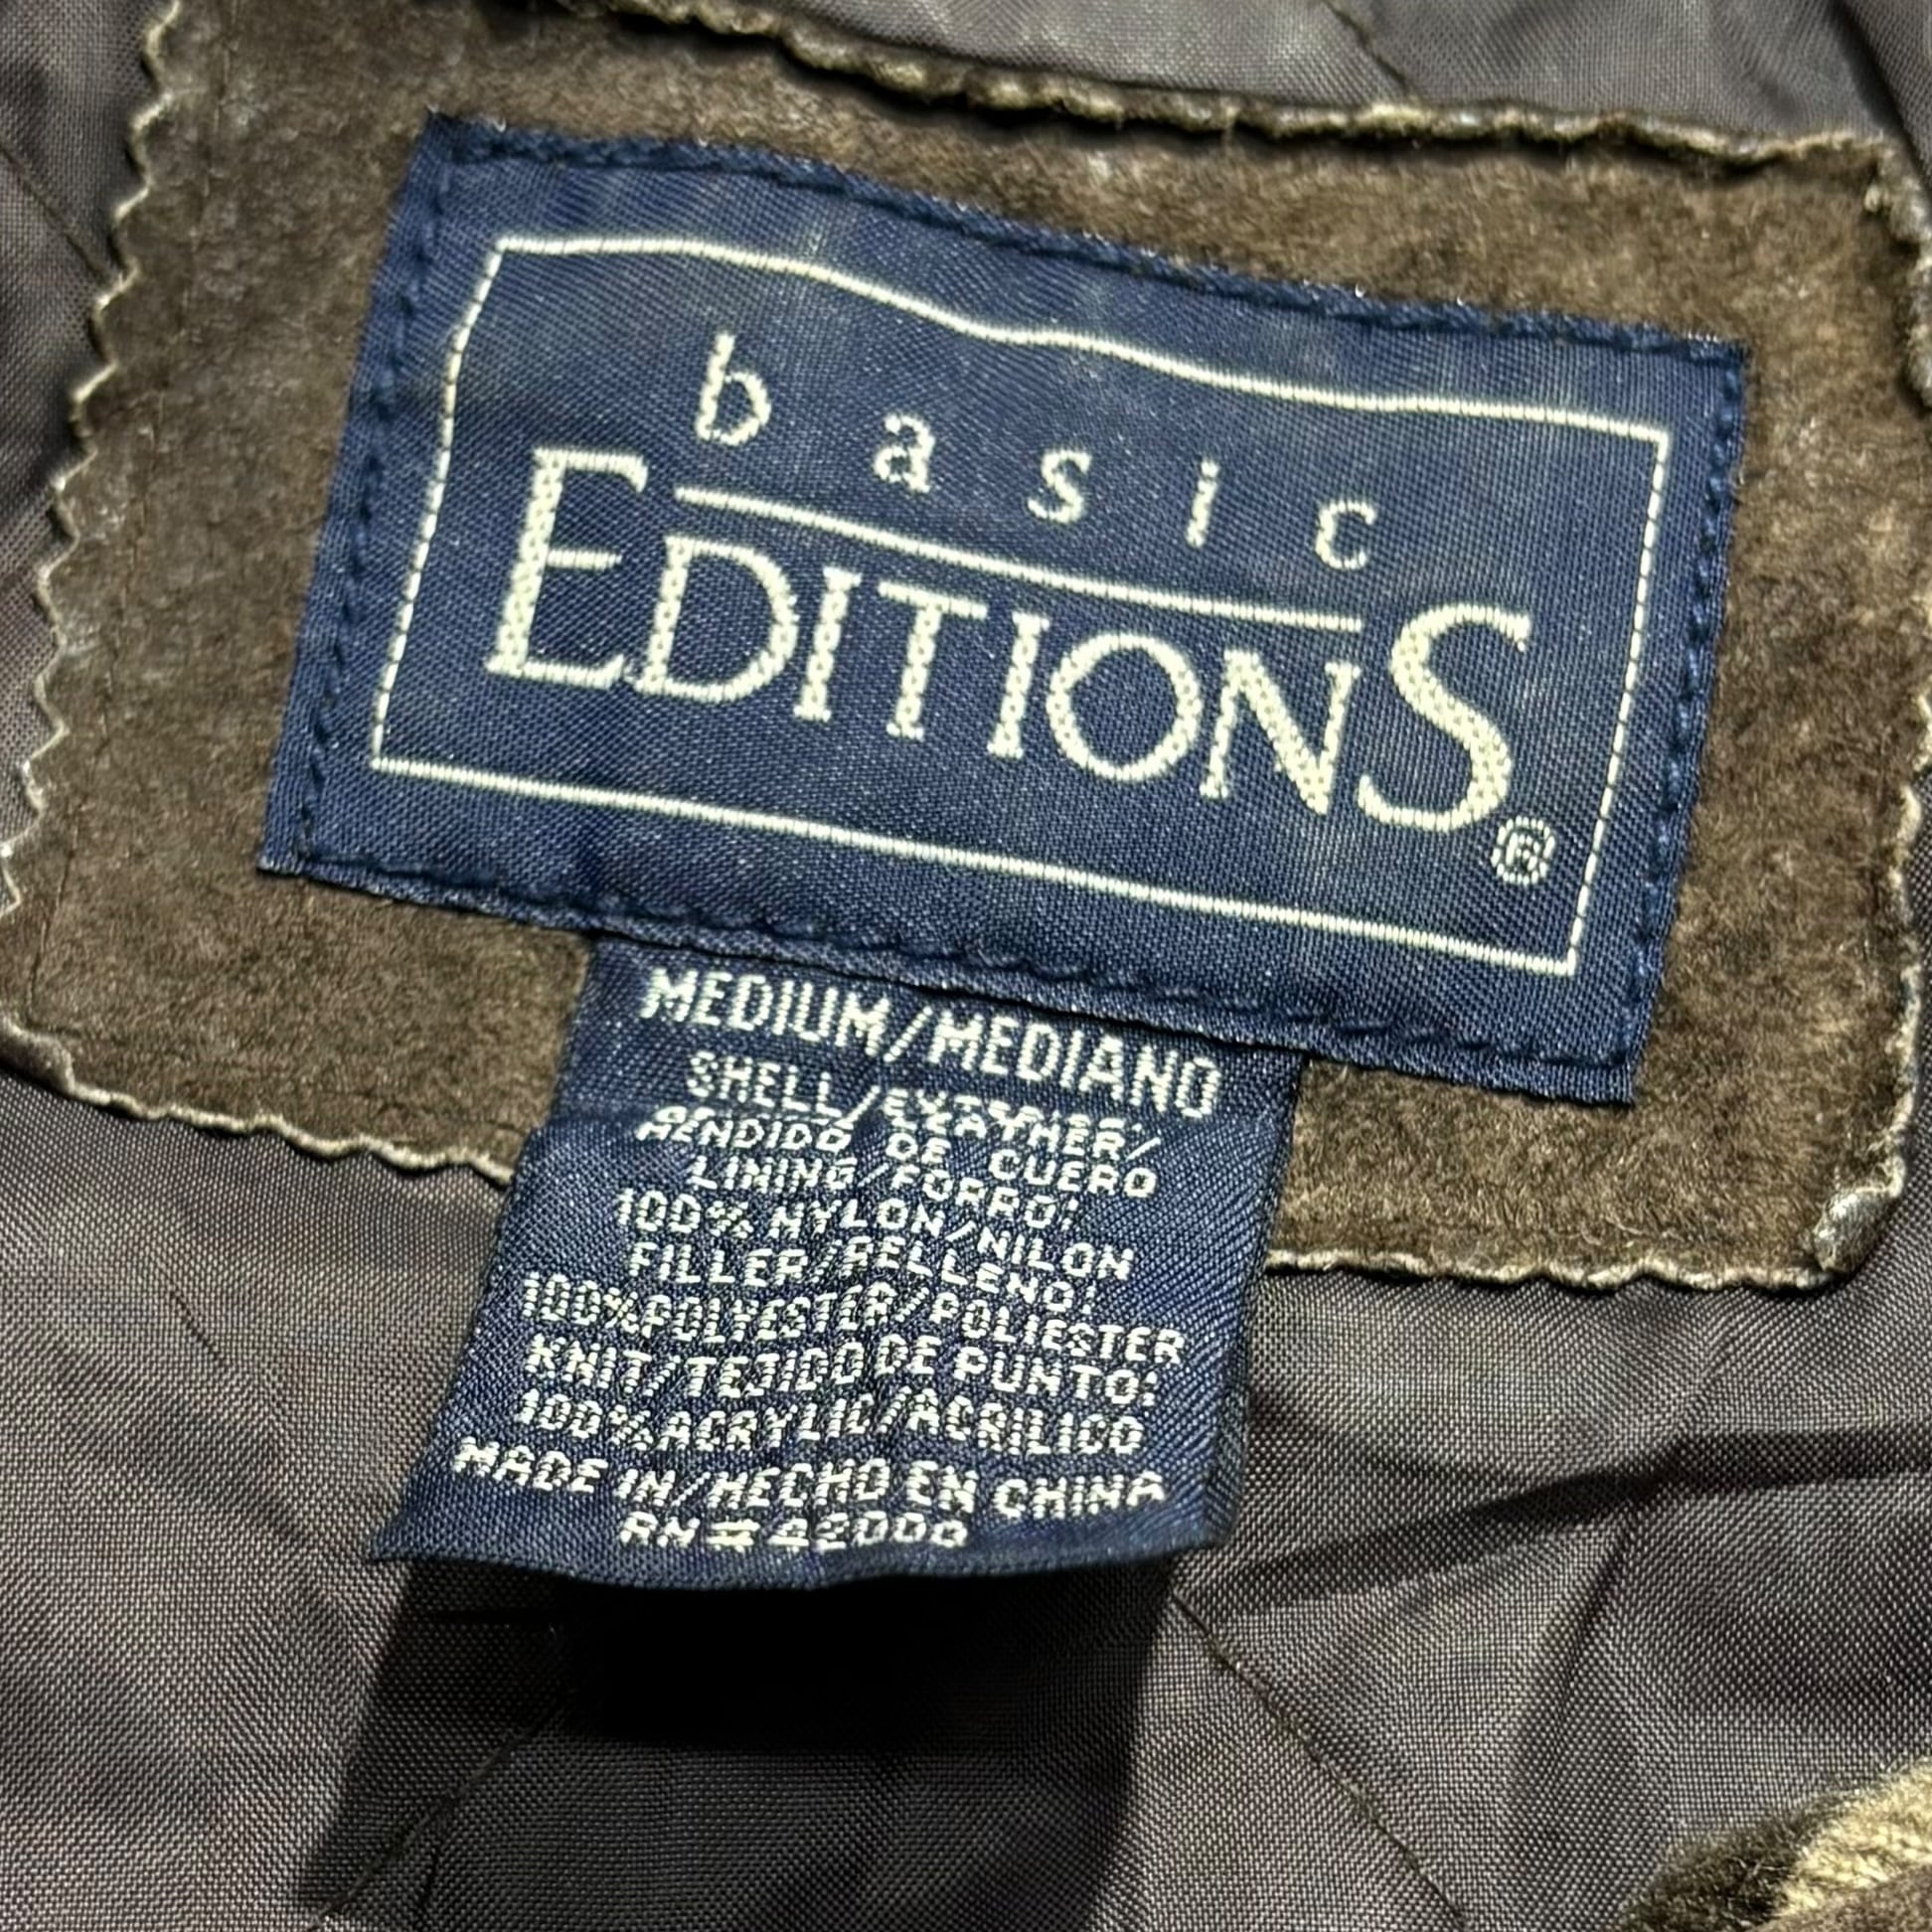 basic
EDITIONS®
MEDIUM/MEDIANO
SHELL/
LEATHER/
HENDIDO DE CUERO
LINING/FORRO:
100% NYLON/NILON
FILLER/RELLENO:
100%POLYESTER/POLIESTER
KNIT/TEJIDO DE PUNTO:
100%ACRYLIC/ACRILICO
MADE IN/HECHO EN CHINA
RN # 42000